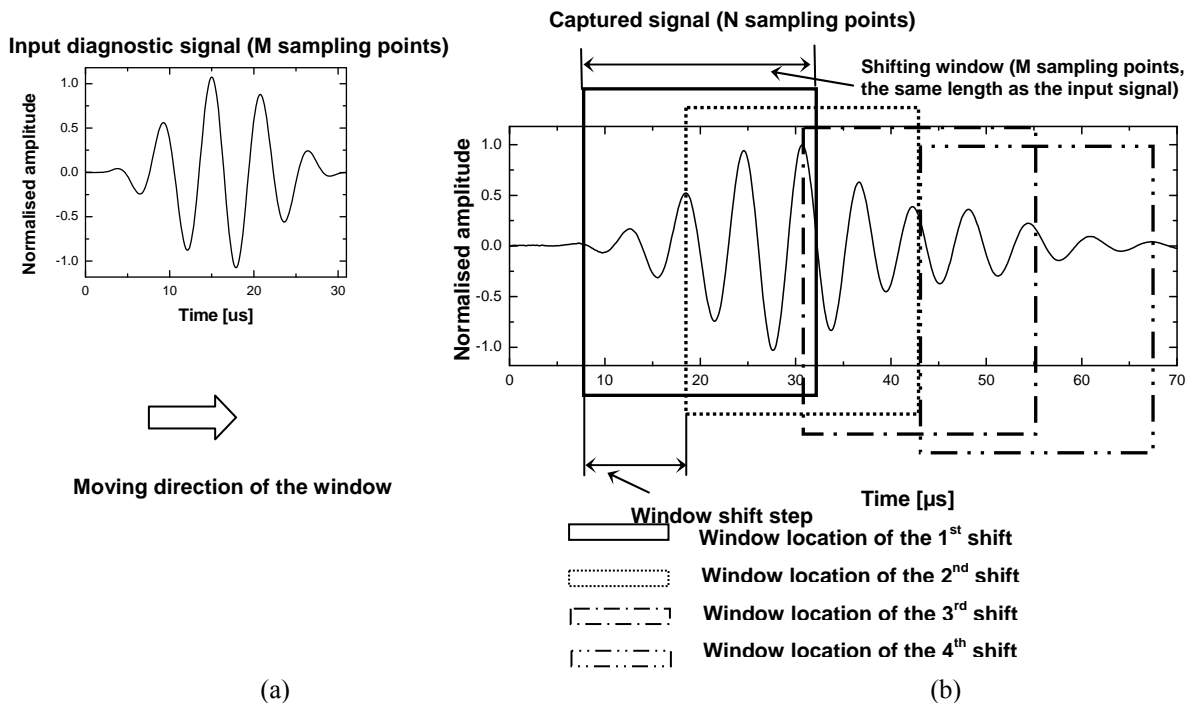 Input diagnostic signal (M sampling points)
Normalised amplitude
1.0
0.5
0.0
-0.5
-1.0
0 10 20 30
Time [us]
Moving direction of the window
(a)
Captured signal (N sampling points)
Shifting window (M sampling points,
the same length as the input signal)
Normalised amplitude
1.0
0.5
0.0
-0.5
-1.0
0 10 20 30 40 50 60 70
Time [µs]
Window shift step
Window location of the 1st shift
Window location of the 2nd shift
Window location of the 3rd shift
Window location of the 4th shift
(b)